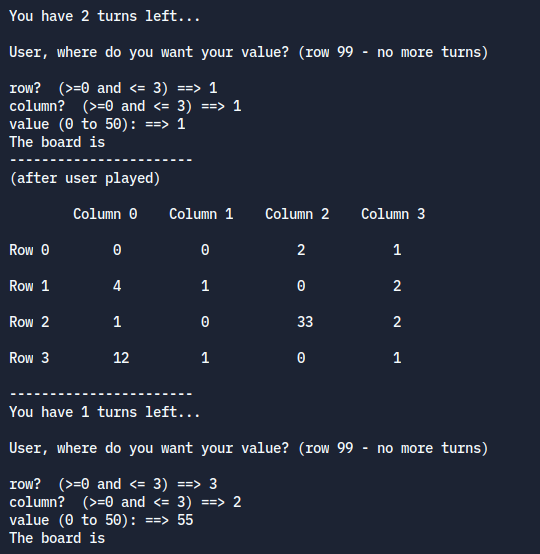 You have 2 turns left...
User, where do you want your value? (row 99 - no more turns)
row?  (>=0 and <= 3) ==> 1
column?  (>=0 and <= 3) ==> 1
value (0 to 50): ==> 1
The board is
-----------------------
(after user played)
        Column 0    Column 1    Column 2    Column 3
Row 0        0          0           2           1
Row 1        4          1           0           2
Row 2        1          0           33          2
Row 3        12         1           0           1
-----------------------
You have 1 turns left...
User, where do you want your value? (row 99 - no more turns)
row?  (>=0 and <= 3) ==> 3
column?  (>=0 and <= 3) ==> 2
value (0 to 50): ==> 55
The board is